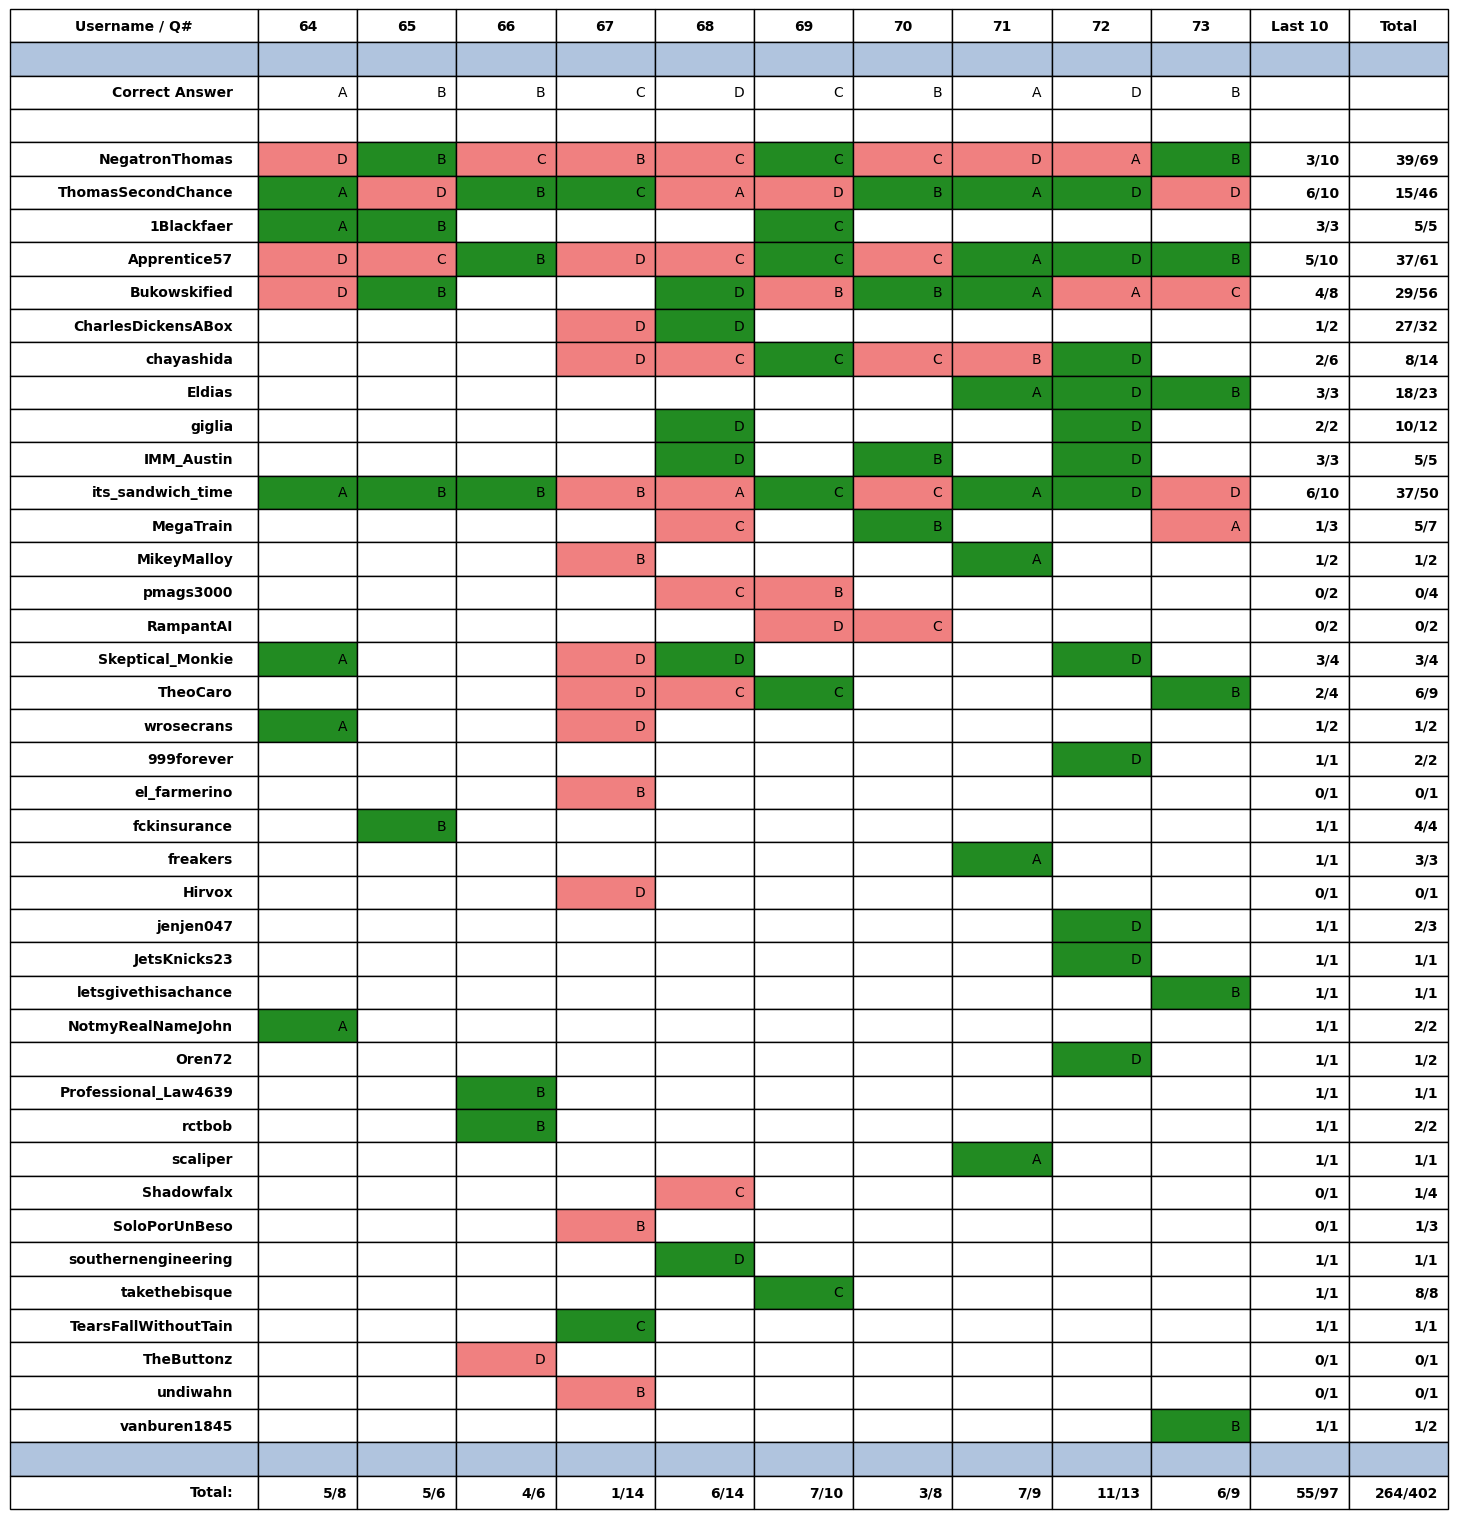 Username / Q# 64 65 66 67 68 69 70 71 72 73 Last 10 Total
Correct Answer A B B C D C B A D B
NegatronThomas D B C B C C C D A B 3/10 39/69
ThomasSecondChance A D B C A D B A D D 6/10 15/46
1Blackfaer A B C 3/3 5/5
Apprentice57 D C B D C C C A D B 5/10 37/61
Bukowskified D B D B B A A C 4/8 29/56
CharlesDickensABox D D 1/2 27/32
chayashida D C C C B D 2/6 8/14
Eldias A D B 3/3 18/23
giglia D D 2/2 10/12
IMM_Austin D B D 3/3 5/5
its_sandwich_time A B B B A C C A D D 6/10 37/50
MegaTrain C B A 1/3 5/7
MikeyMalloy B A 1/2 1/2
pmags3000 C B 0/2 0/4
RampantAI D C 0/2 0/2
Skeptical_Monkie A D D D 3/4 3/4
TheoCaro D C C B 2/4 6/9
wrosecrans A D 1/2 1/2
999forever D 1/1 2/2
el_farmerino B 0/1 0/1
fckinsurance B 1/1 4/4
freakers A 1/1 3/3
Hirvox D 0/1 0/1
jenjen047 D 1/1 2/3
JetsKnicks23 D 1/1 1/1
letsgivethisachance B 1/1 1/1
NotmyRealNameJohn A 1/1 2/2
Oren72 D 1/1 1/2
Professional_Law4639 B 1/1 1/1
rctbob B 1/1 2/2
scaliper A 1/1 1/1
Shadowfalx C 0/1 1/4
SoloPorUnBeso B 0/1 1/3
southernengineering D 1/1 1/1
takethebisque C 1/1 8/8
TearsFallWithoutTain C 1/1 1/1
TheButtonz D 0/1 0/1
undiwahn B 0/1 0/1
vanburen1845 B 1/1 1/2
Total: 5/8 5/6 4/6 1/14 6/14 7/10 3/8 7/9 11/13 6/9 55/97 264/402